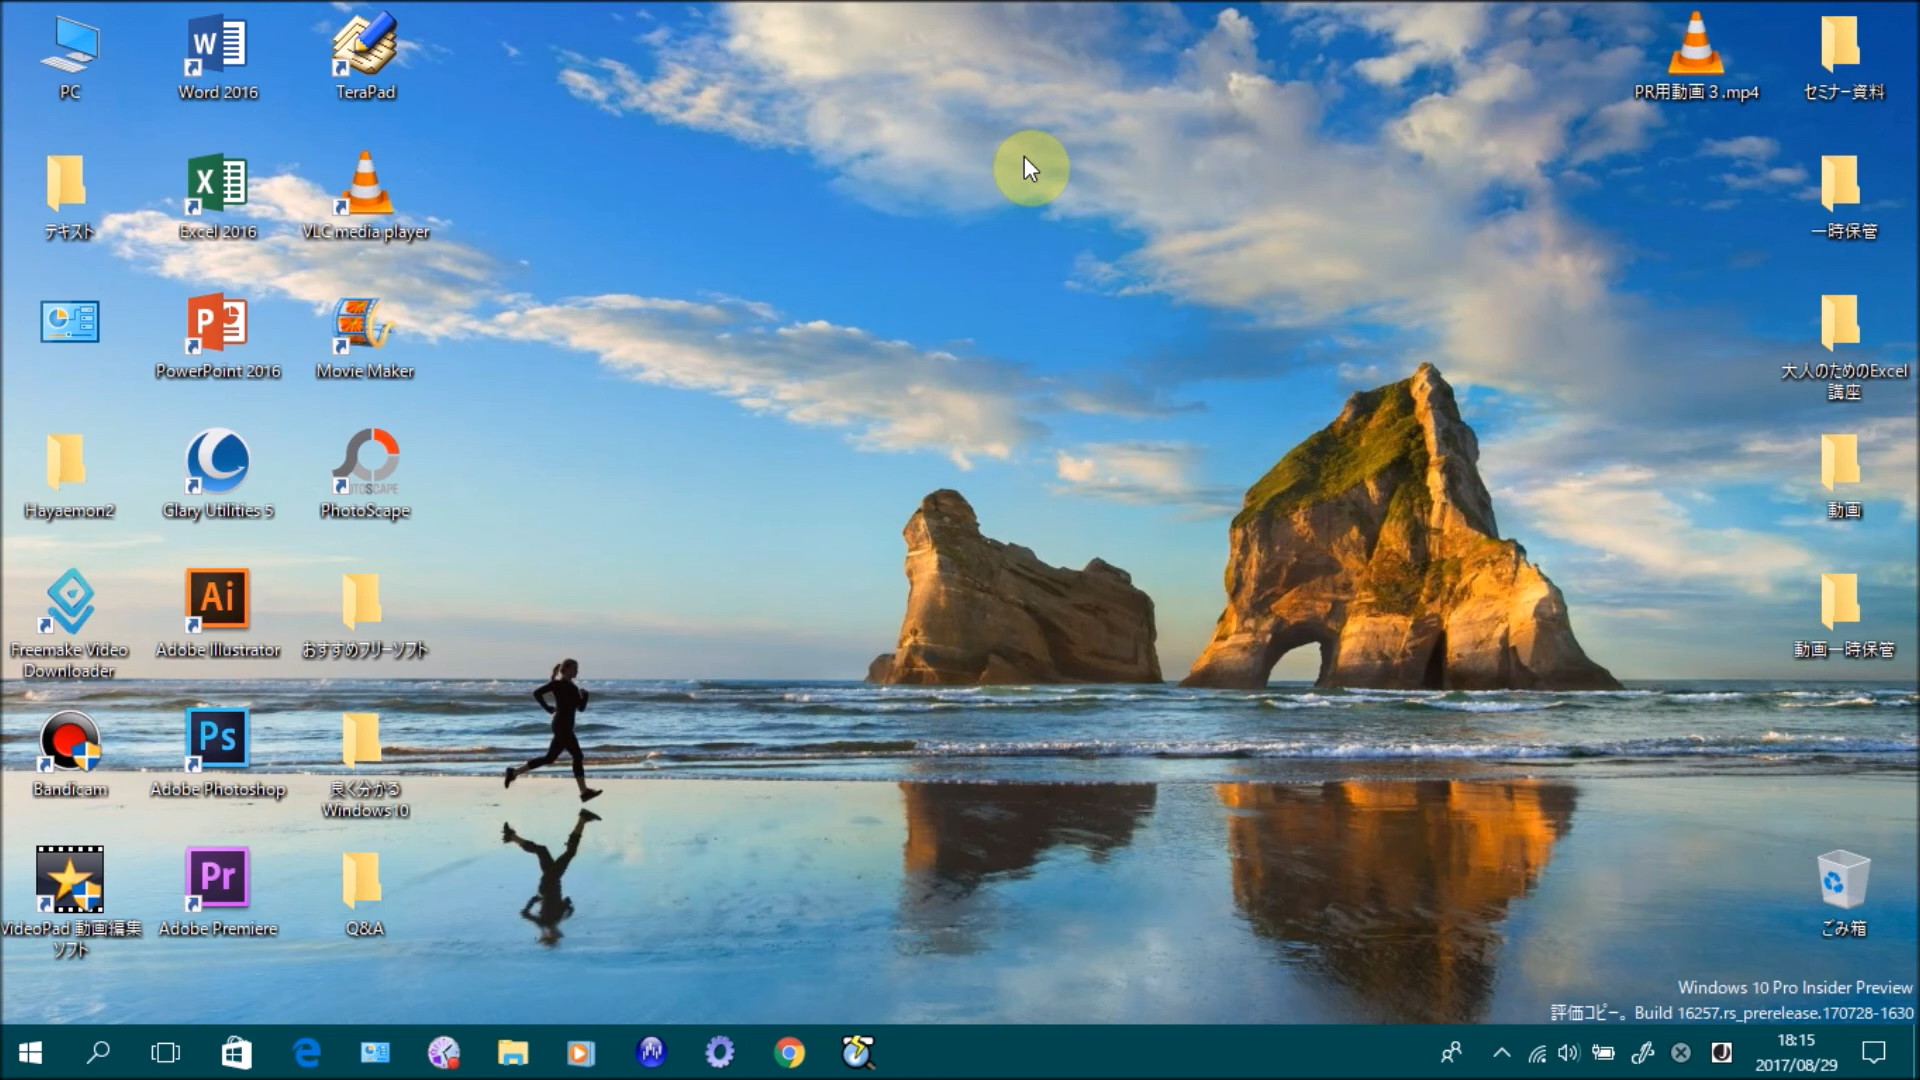 PC
Word 2016
TeraPad
PR用動画３.mp4
セミナー資料
テキスト
Excel 2016
VLC media player
一時保管
PowerPoint 2016
Movie Maker
大人のためのExcel
講座
Hayaemon2
Glary Utilities 5
PHOTOSCAPE
PhotoScape
動画
Ai
Freemake Video
Downloader
Adobe Illustrator
おすすめフリーソフト
動画一時保管
Ps
Bandicam
Adobe Photoshop
良く分かる
Windows10
Pr
VideoPad 動画編集
ソフト
Adobe Premiere
Q&A
ごみ箱
Windows 10 Pro Insider Preview
評価コピー。 Build 16257.rs_prerelease.170728-1630
18:15
2017/08/29